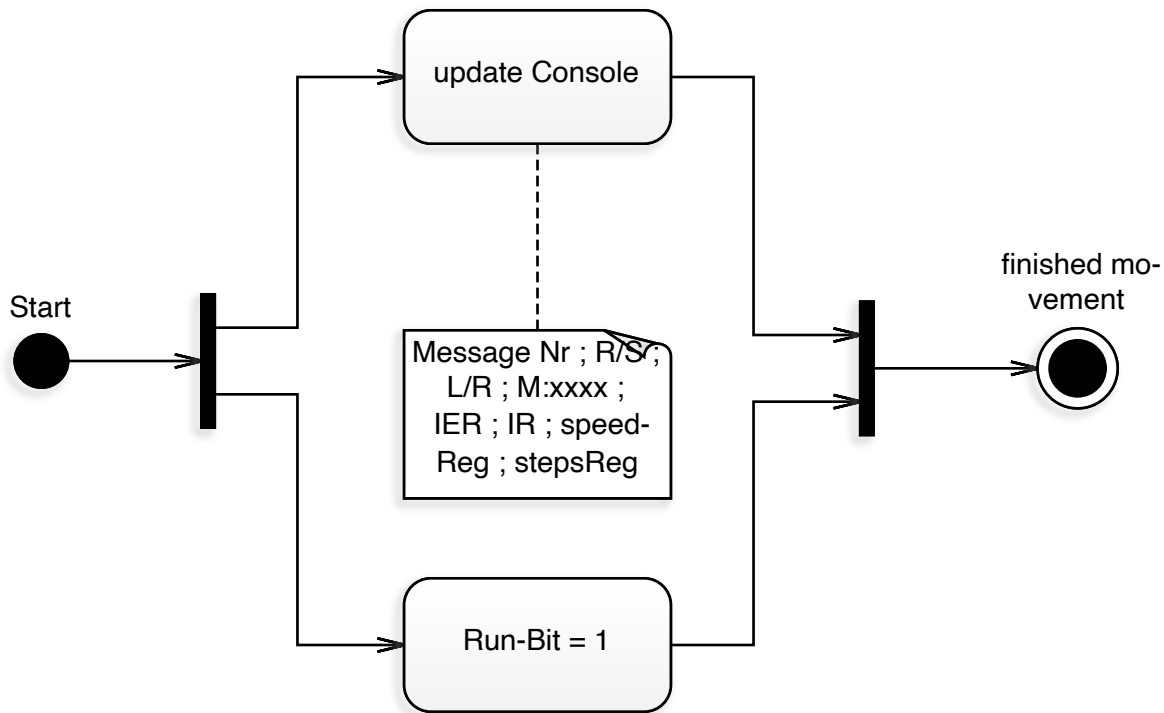 update Console
finished mo-
vement
Start
Message Nr ; R/S ;
L/R ; M:xxxx ;
IER ; IR ; speed-
Reg ; stepsReg
Run-Bit = 1